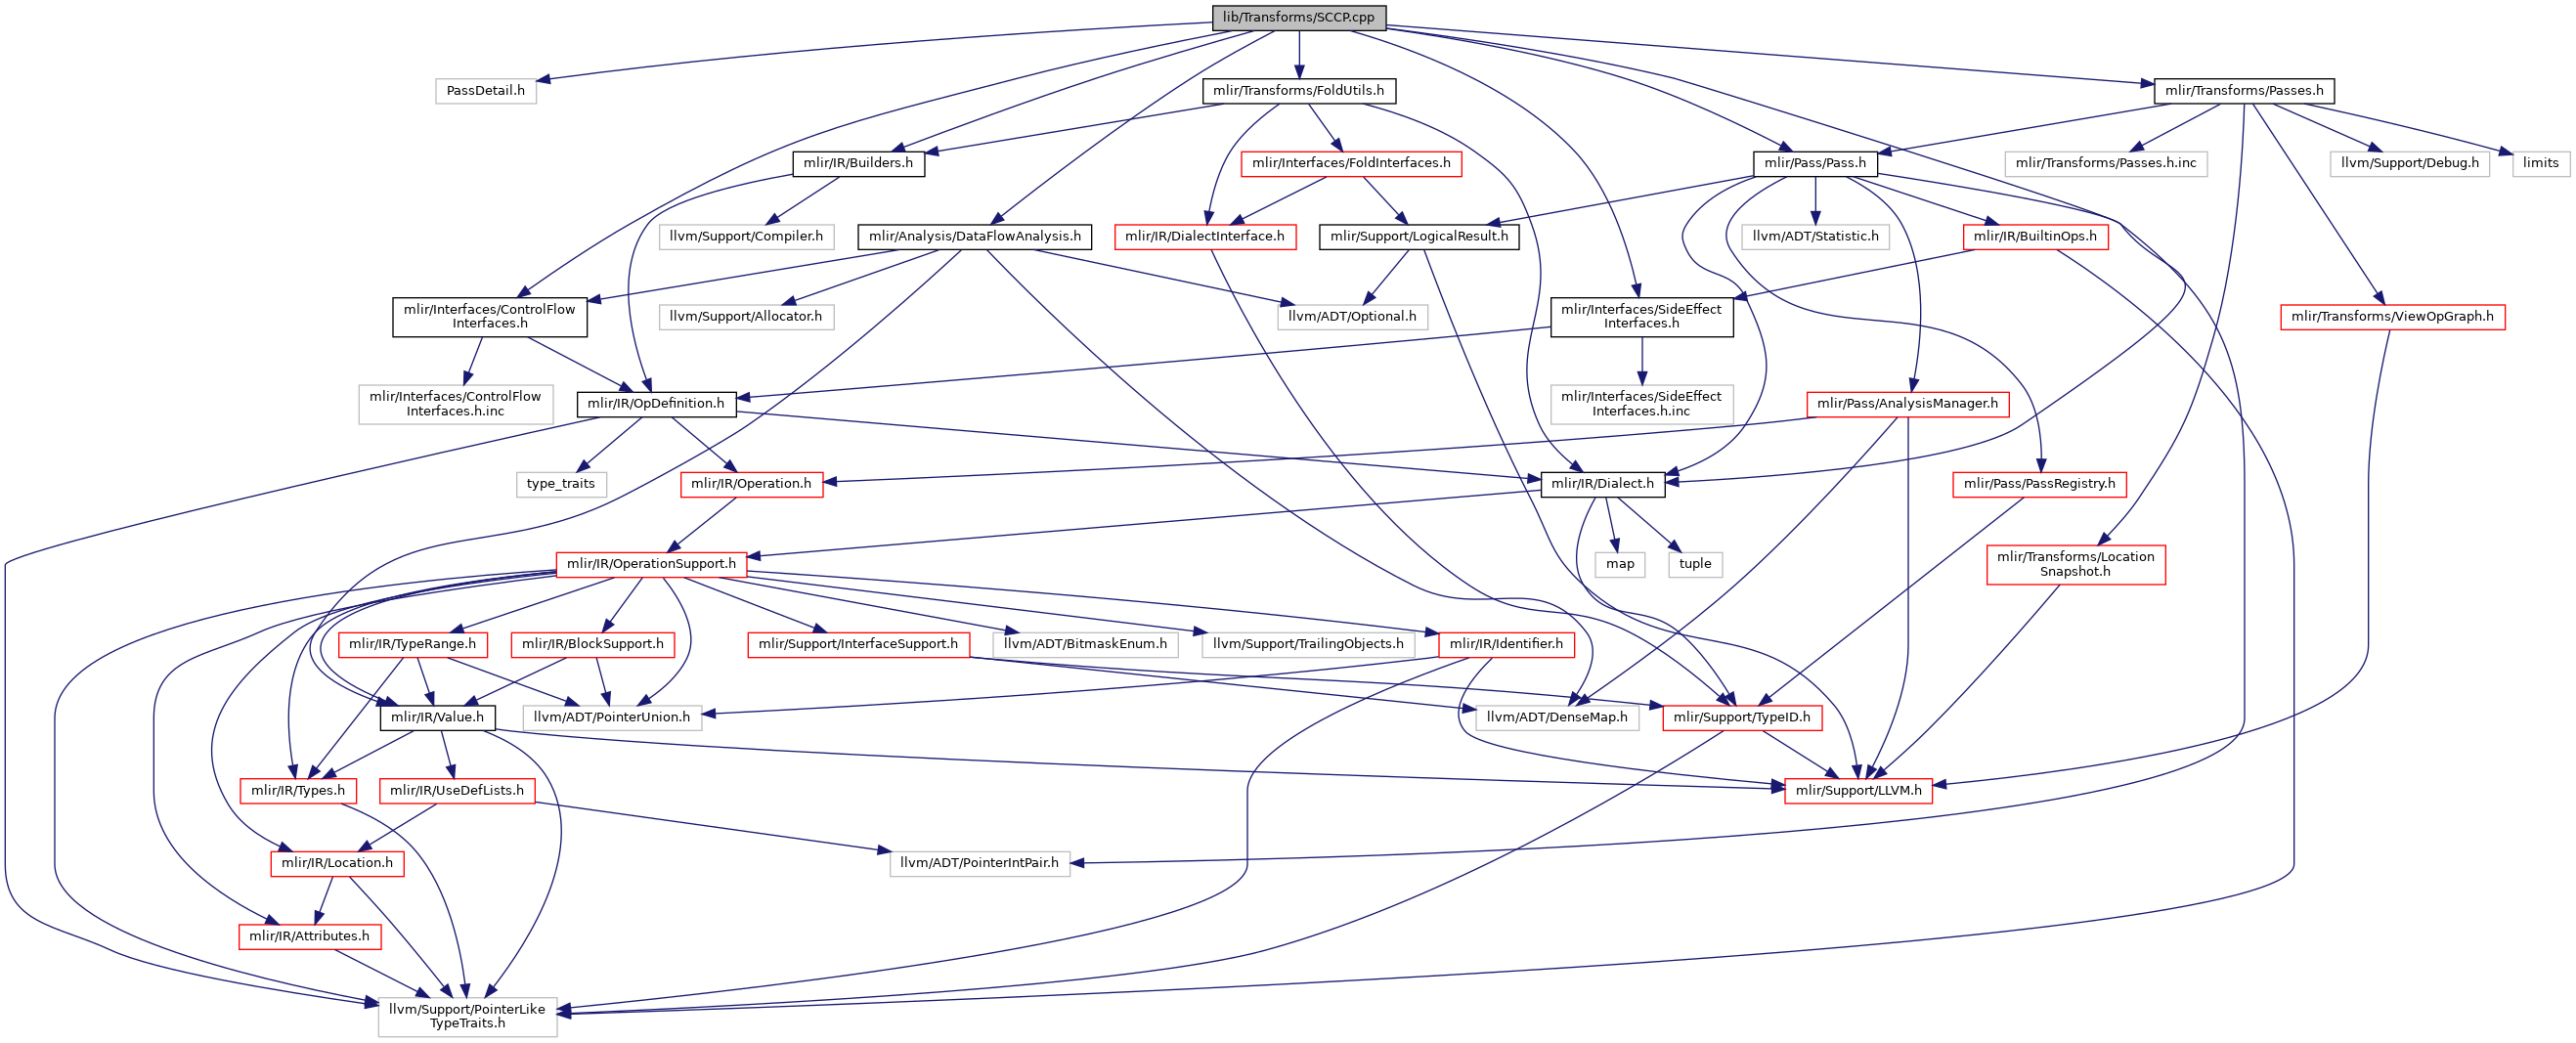 lib/Transforms/SCCP.cpp
PassDetail.h
mlir/Transforms/FoldUtils.h
mlir/Transforms/Passes.h
mlir/IR/Builders.h
mlir/Interfaces/FoldInterfaces.h
mlir/Pass/Pass.h
mlir/Transforms/Passes.h.inc
llvm/Support/Debug.h
limits
llvm/Support/Compiler.h
mlir/Analysis/DataFlowAnalysis.h
mlir/IR/DialectInterface.h
mlir/Support/LogicalResult.h
llvm/ADT/Statistic.h
mlir/IR/BuiltinOps.h
mlir/Interfaces/ControlFlow
Interfaces.h
llvm/Support/Allocator.h
llvm/ADT/Optional.h
mlir/Interfaces/SideEffect
Interfaces.h
mlir/Transforms/ViewOpGraph.h
mlir/Interfaces/ControlFlow
Interfaces.h.inc
mlir/IR/OpDefinition.h
mlir/Interfaces/SideEffect
Interfaces.h.inc
mlir/Pass/AnalysisManager.h
type_traits
mlir/IR/Operation.h
mlir/IR/Dialect.h
mlir/Pass/PassRegistry.h
mlir/IR/OperationSupport.h
map
tuple
mlir/Transforms/Location
Snapshot.h
mlir/IR/TypeRange.h
mlir/IR/BlockSupport.h
mlir/Support/InterfaceSupport.h
llvm/ADT/BitmaskEnum.h
llvm/Support/TrailingObjects.h
mlir/IR/Identifier.h
mlir/IR/Value.h
llvm/ADT/PointerUnion.h
llvm/ADT/DenseMap.h
mlir/Support/TypeID.h
mlir/IR/Types.h
mlir/IR/UseDefLists.h
mlir/Support/LLVM.h
mlir/IR/Location.h
llvm/ADT/PointerIntPair.h
mlir/IR/Attributes.h
llvm/Support/PointerLike
TypeTraits.h